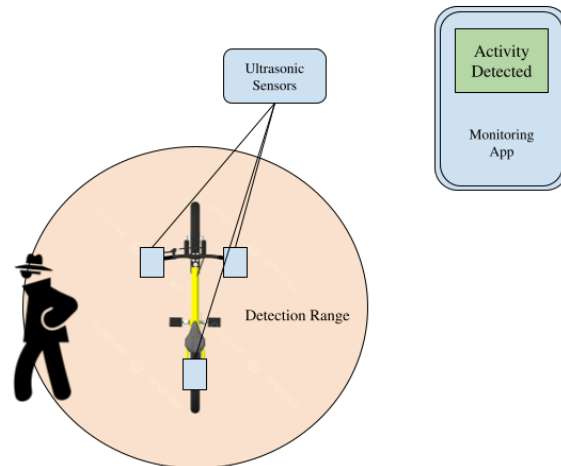 Ultrasonic
Sensors
Activity
Detected
Monitoring
App
Detection Range